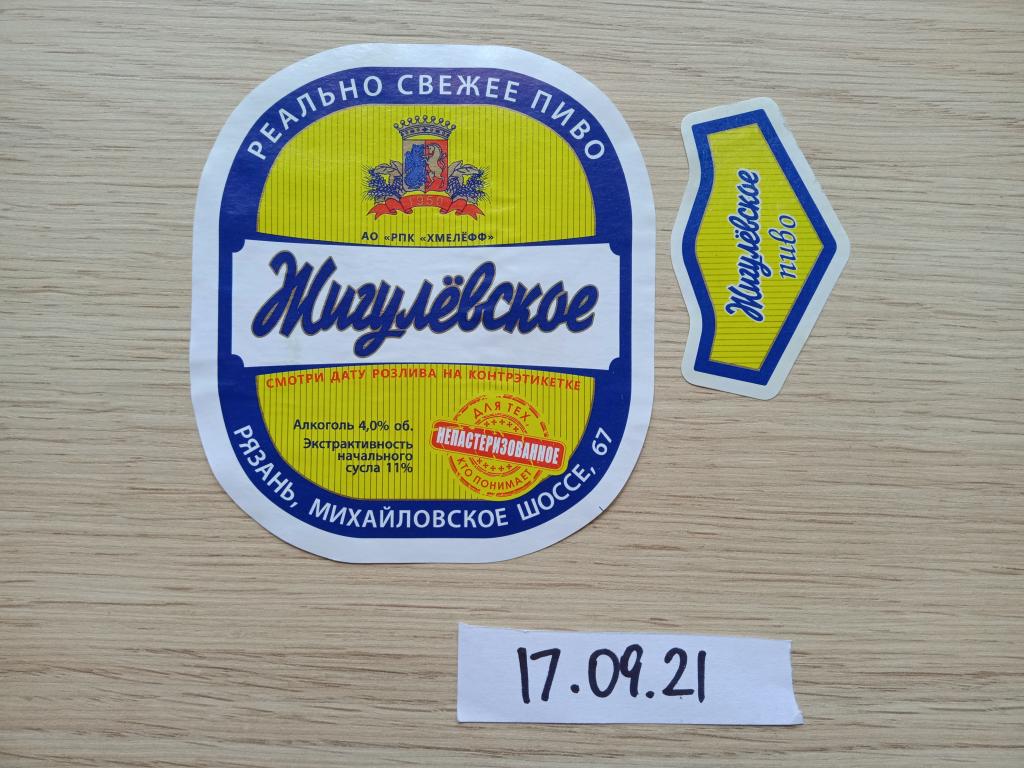 РЕАЛЬНО СВЕЖЕЕ ПИВО
1950
АО «РПК «ХМЕЛЁФФ»
Жигулёвское
СМОТРИ ДАТУ РОЗЛИВА НА КОНТРЭТИКЕТКЕ
Алкоголь 4,0% об.
Экстрактивность
начального
сусла 11%
ДЛЯ ТЕХ
НЕПАСТЕРИЗОВАННОЕ
КТО ПОНИМАЕТ
РЯЗАНЬ, МИХАЙЛОВСКОЕ ШОССЕ, 67
Жигулёвское
пиво
17.09.21